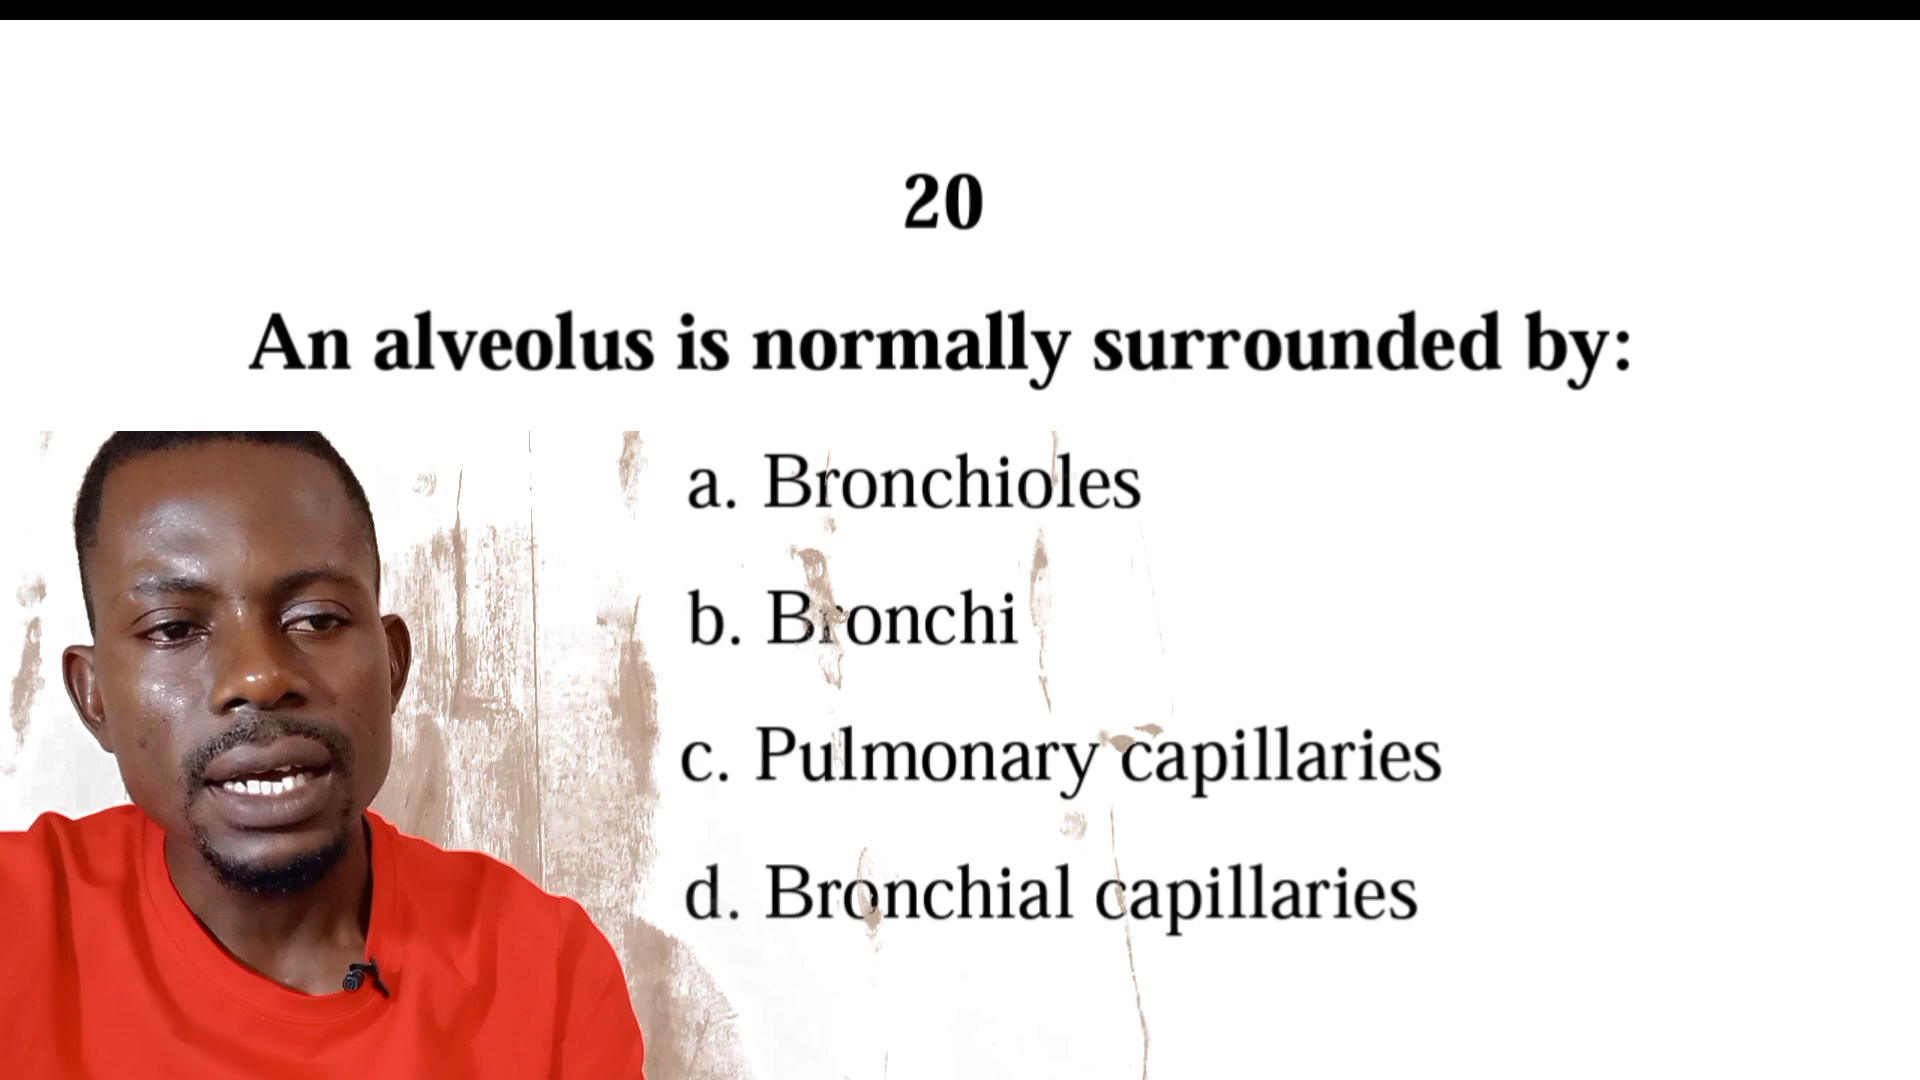 20
An alveolus is normally surrounded by:
a. Bronchioles
b. Bronchi
c. Pulmonary capillaries
d. Bronchial capillaries